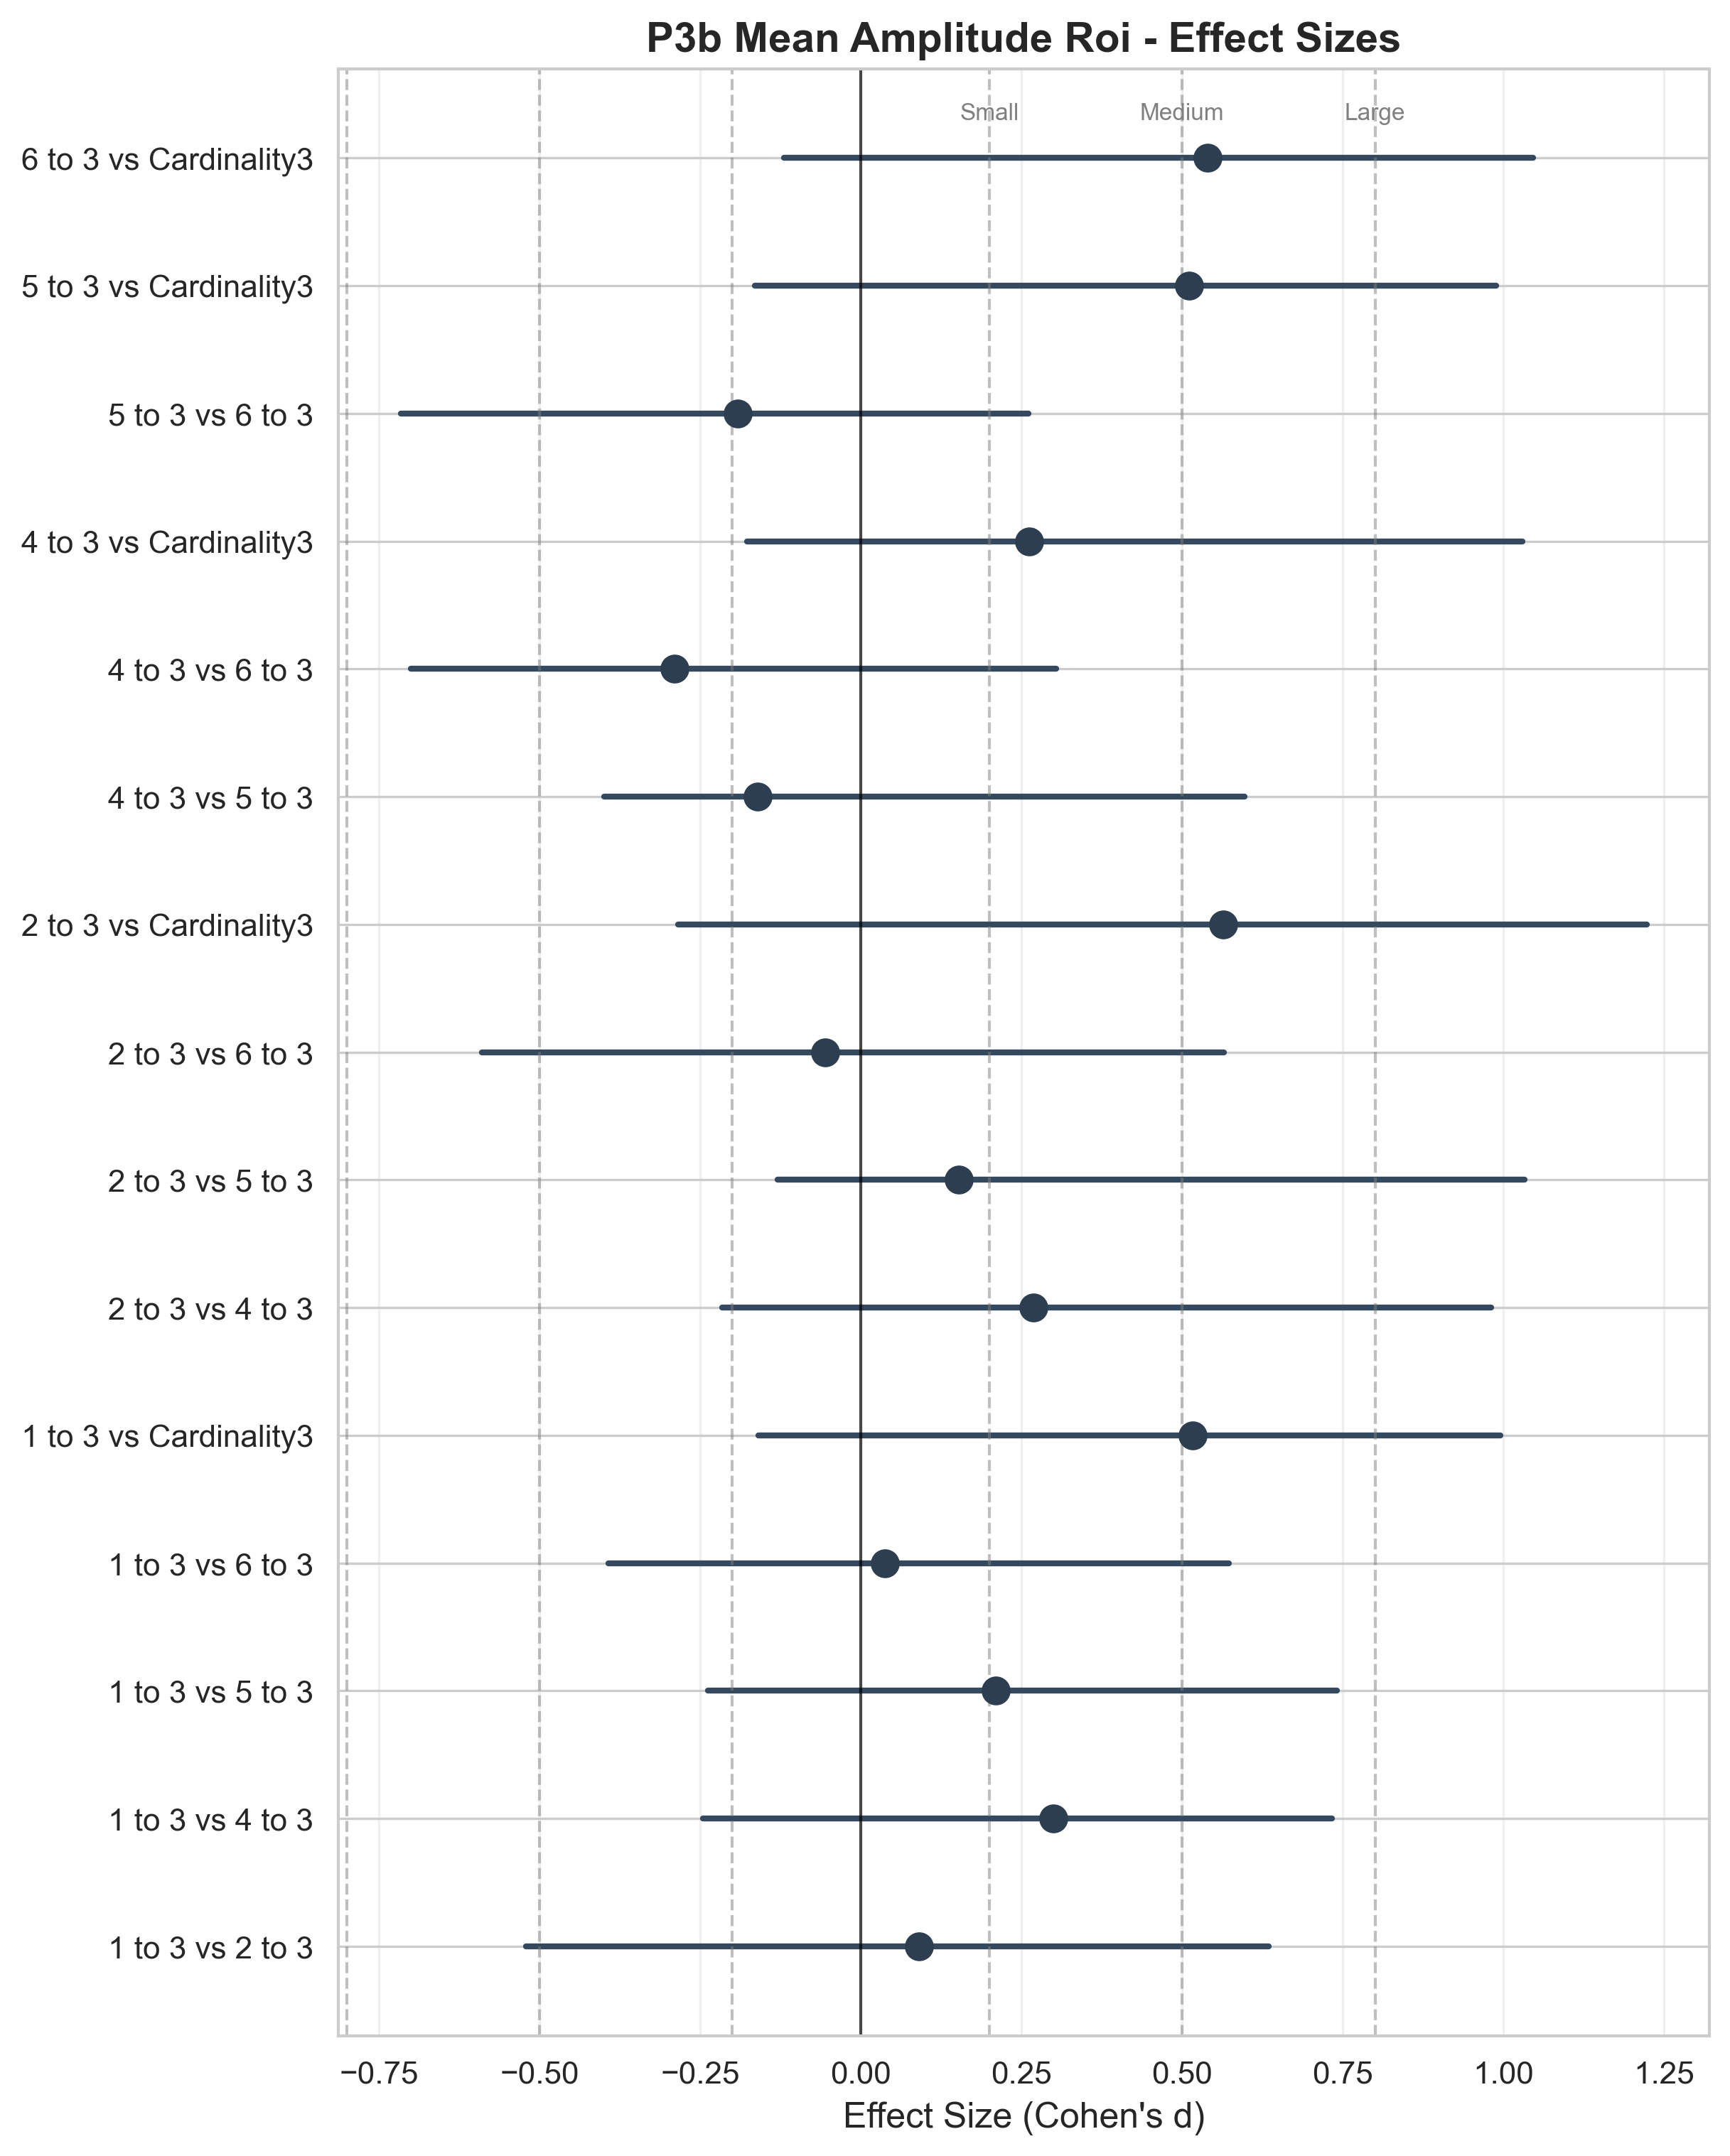 P3b Mean Amplitude Roi - Effect Sizes
Small Medium Large
6 to 3 vs Cardinality3
5 to 3 vs Cardinality3
5 to 3 vs 6 to 3
4 to 3 vs Cardinality3
4 to 3 vs 6 to 3
4 to 3 vs 5 to 3
2 to 3 vs Cardinality3
2 to 3 vs 6 to 3
2 to 3 vs 5 to 3
2 to 3 vs 4 to 3
1 to 3 vs Cardinality3
1 to 3 vs 6 to 3
1 to 3 vs 5 to 3
1 to 3 vs 4 to 3
1 to 3 vs 2 to 3
−0.75 −0.50 −0.25 0.00 0.25 0.50 0.75 1.00 1.25
Effect Size (Cohen's d)